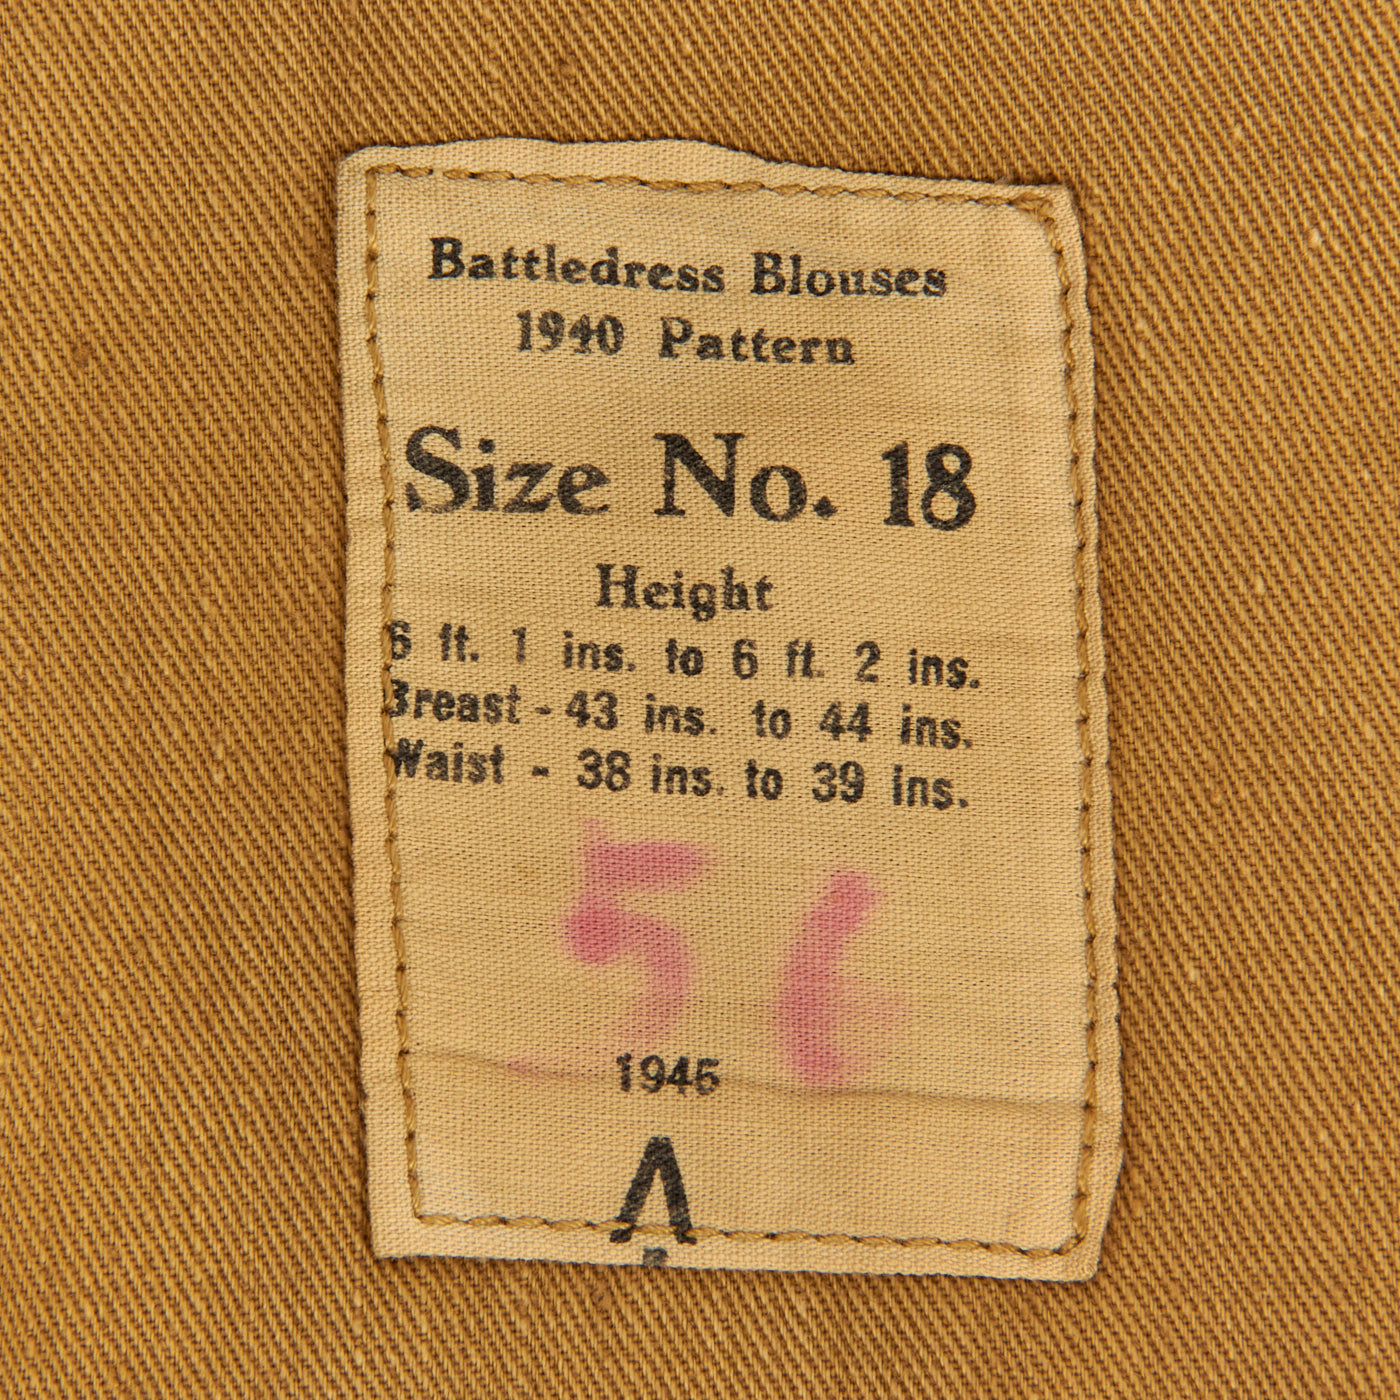 Battledress Blouses
1940 Pattern
Size No. 18
Height
6 ft. 1 ins. to 6 ft. 2 ins.
Breast - 43 ins. to 44 ins.
Waist - 38 ins. to 39 ins.
56
1945